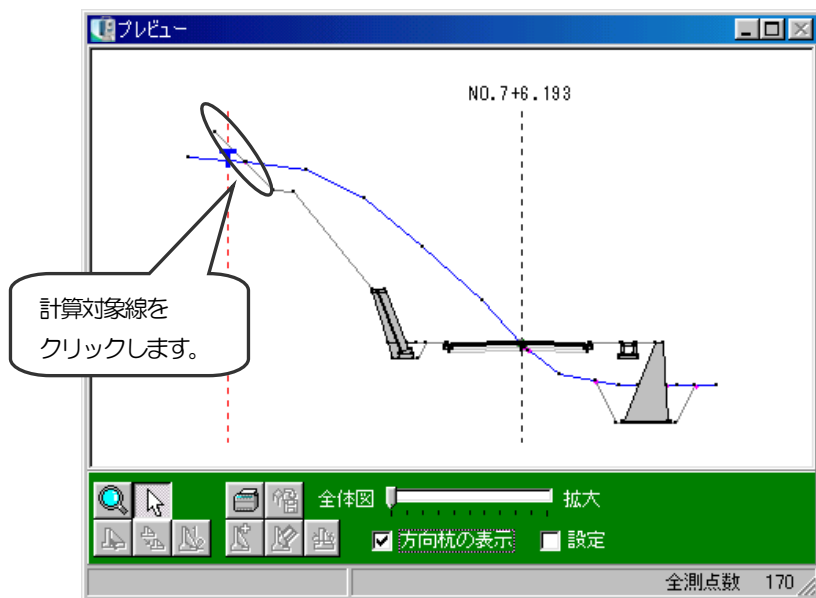 プレビュー
NO.7+6.193
計算対象線を
クリックします。
全体図 拡大
方向杭の表示 設定
全測点数 170